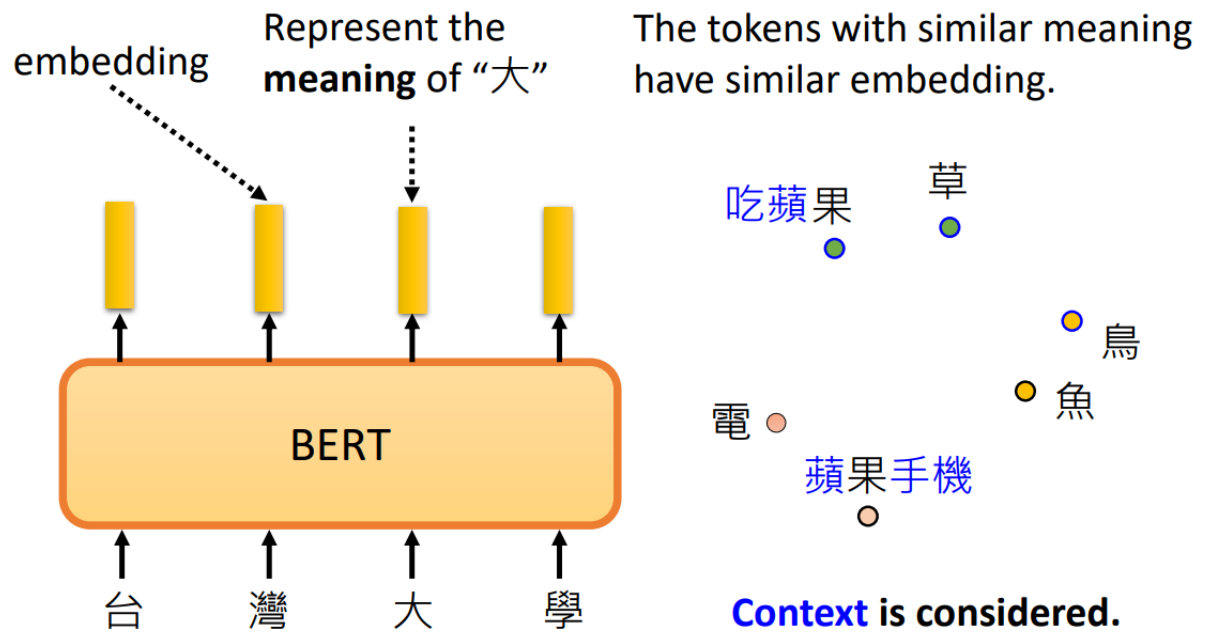 embedding
Represent the
meaning of “大”
BERT
台 灣 大 學
The tokens with similar meaning
have similar embedding.
吃蘋果
草
鳥
魚
電
蘋果手機
Context is considered.